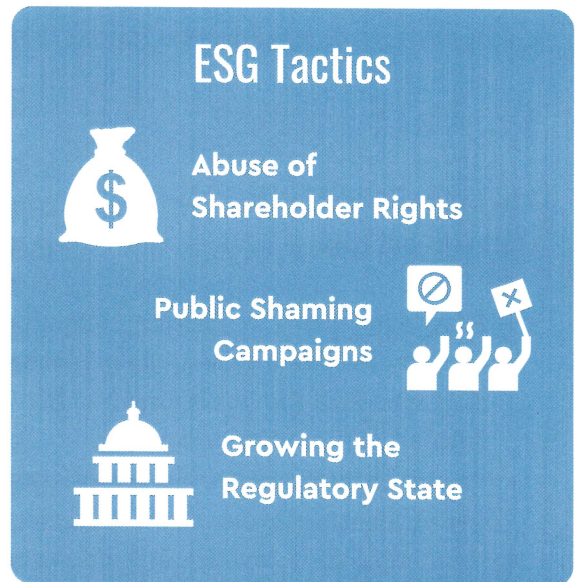 ESG Tactics
$
Abuse of
Shareholder Rights
Public Shaming
Campaigns
Growing the
Regulatory State